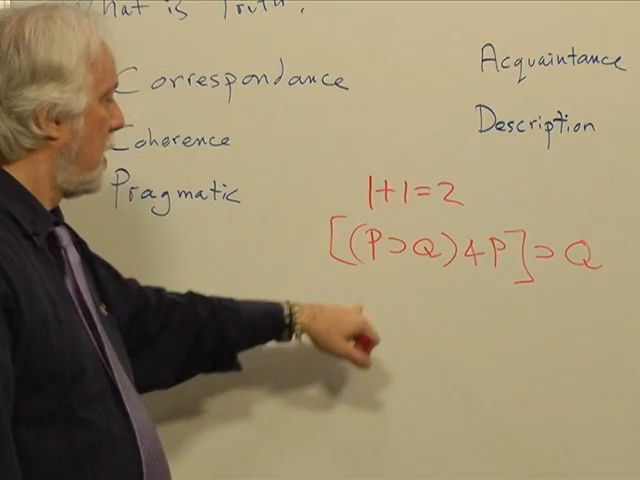 What is Truth?
Correspondance
Coherence
Pragmatic
Acquaintance
Description
1+1=2
[(P⊃Q)&P]⊃Q